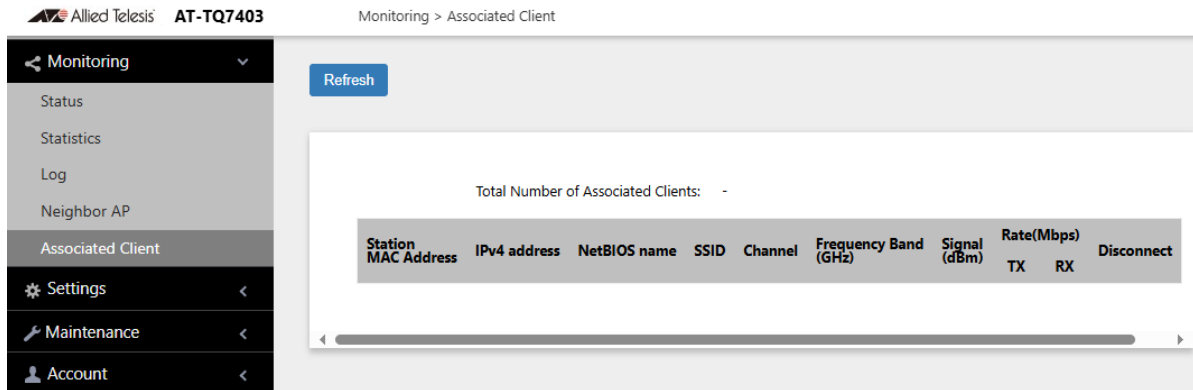 Allied Telesis AT-TQ7403
Monitoring > Associated Client
Monitoring
Status
Statistics
Log
Neighbor AP
Associated Client
Settings
Maintenance
Account
Refresh
Total Number of Associated Clients: -
Station MAC Address IPv4 address NetBIOS name SSID Channel Frequency Band (GHz) Signal (dBm) Rate(Mbps) TX RX Disconnect